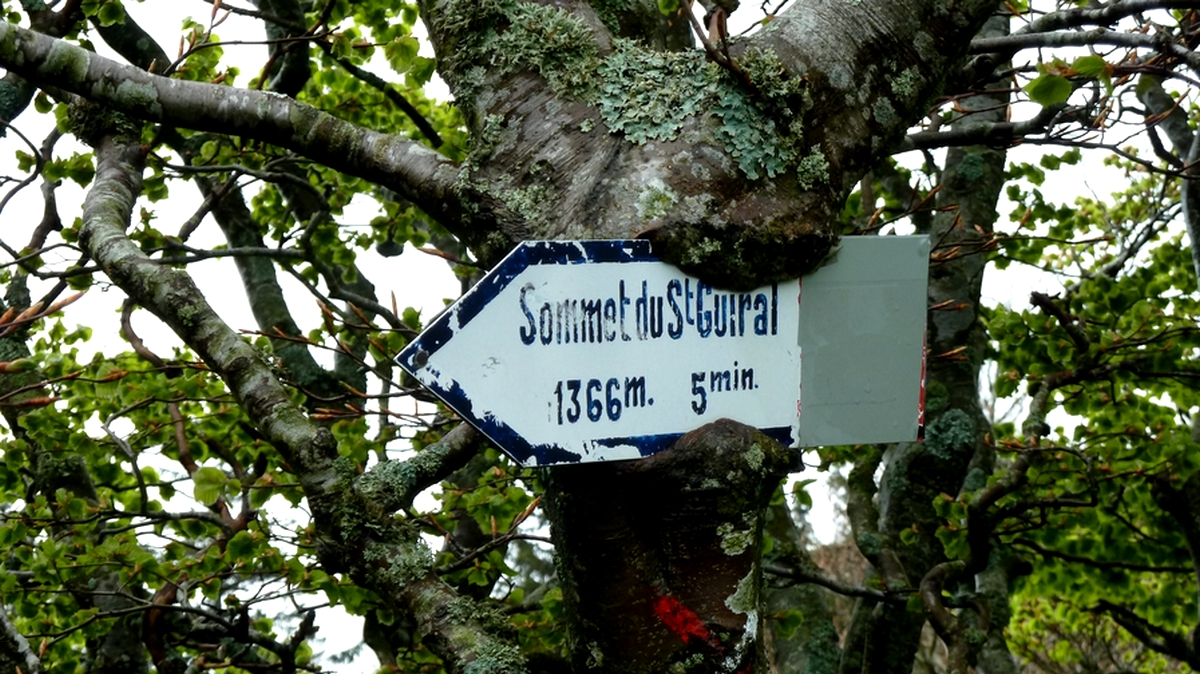 Sommet du St Guiral
1366m. 5min.